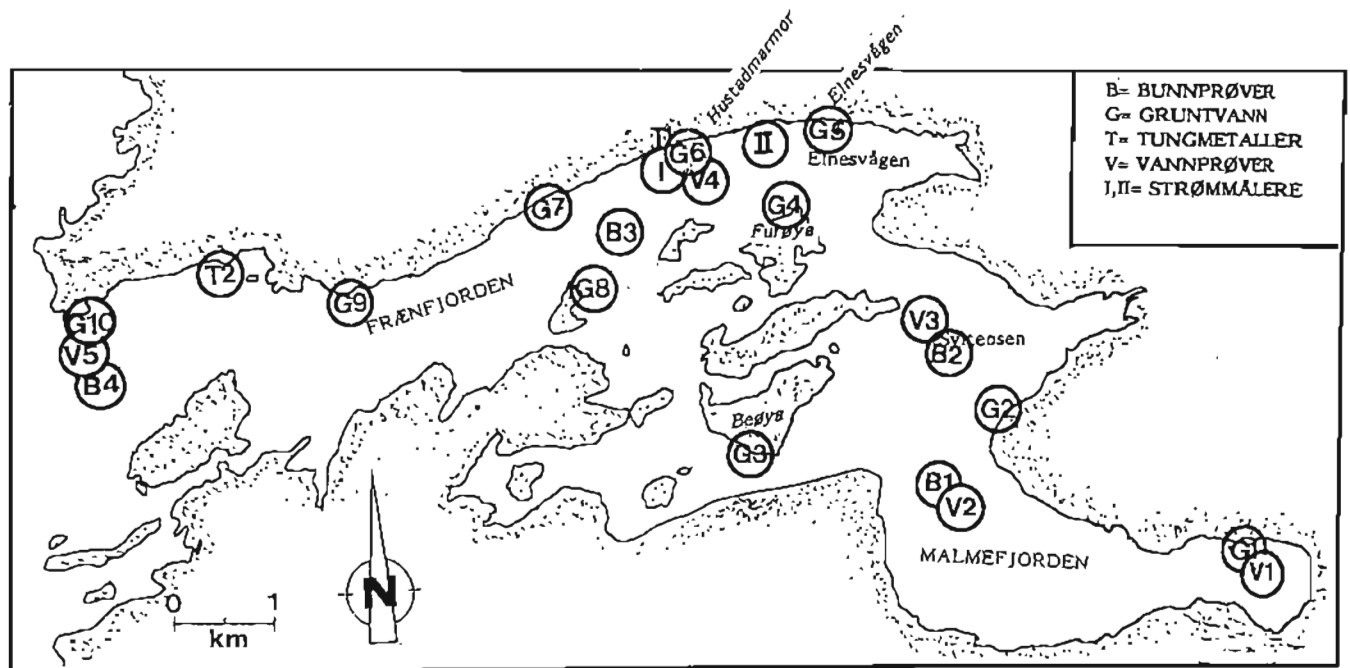 Hustadmarmor
Elnesvågen
B= BUNNPRØVER
G= GRUNTVANN
T= TUNGMETALLER
V= VANNPRØVER
I,II= STRØMMÅLERE
G5
II
G6
I
V4
Elnesvågen
G7
G4
Furøya
B3
T2
G8
G9
FRÆNFJORDEN
G10
V5
B4
V3
B2
G2
Beøya
G3
B1
V2
MALMEFJORDEN
G1
V1
N
0 1
km